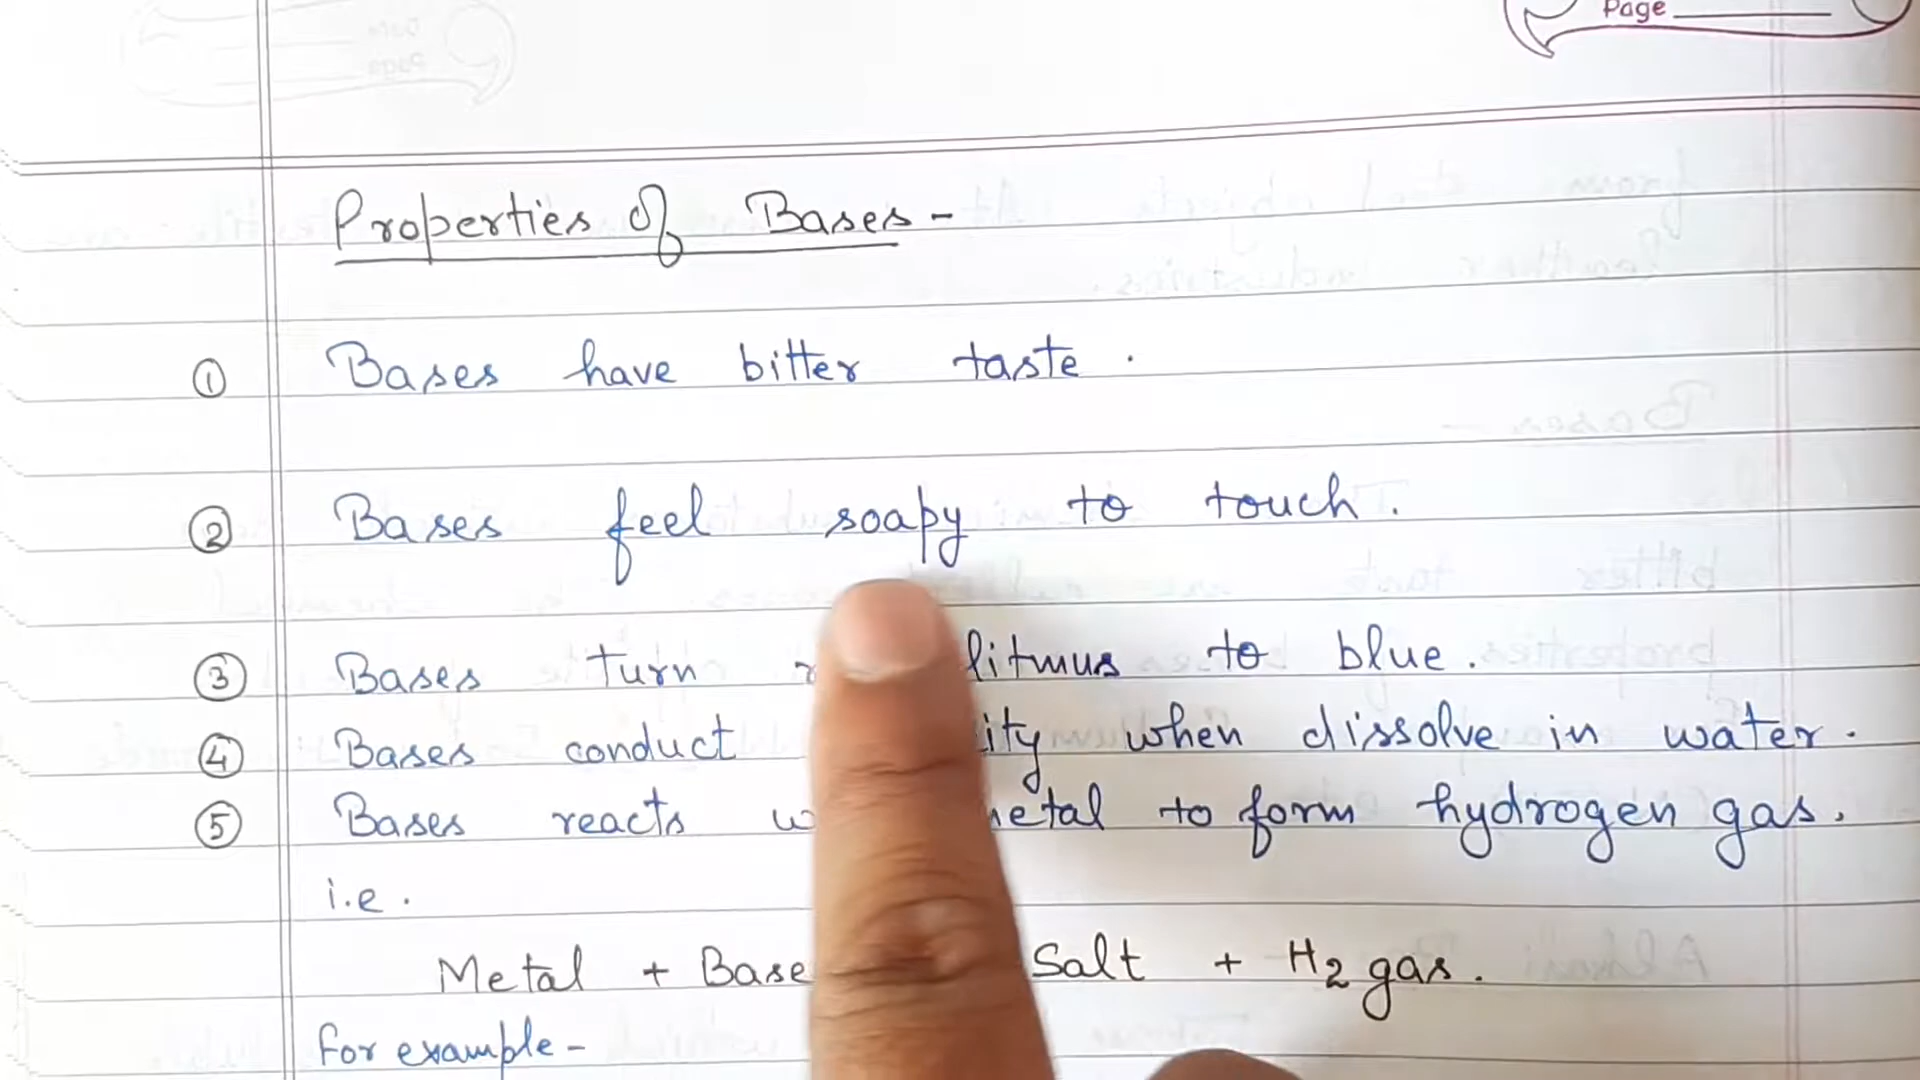 Page
Properties of Bases -
① Bases have bitter taste.
② Bases feel soapy to touch.
③ Bases turn litmus to blue.
④ Bases conduct when dissolve in water.
⑤ Bases reacts to form hydrogen gas.
i.e.
Metal + Base Salt + H2 gas.
for example -